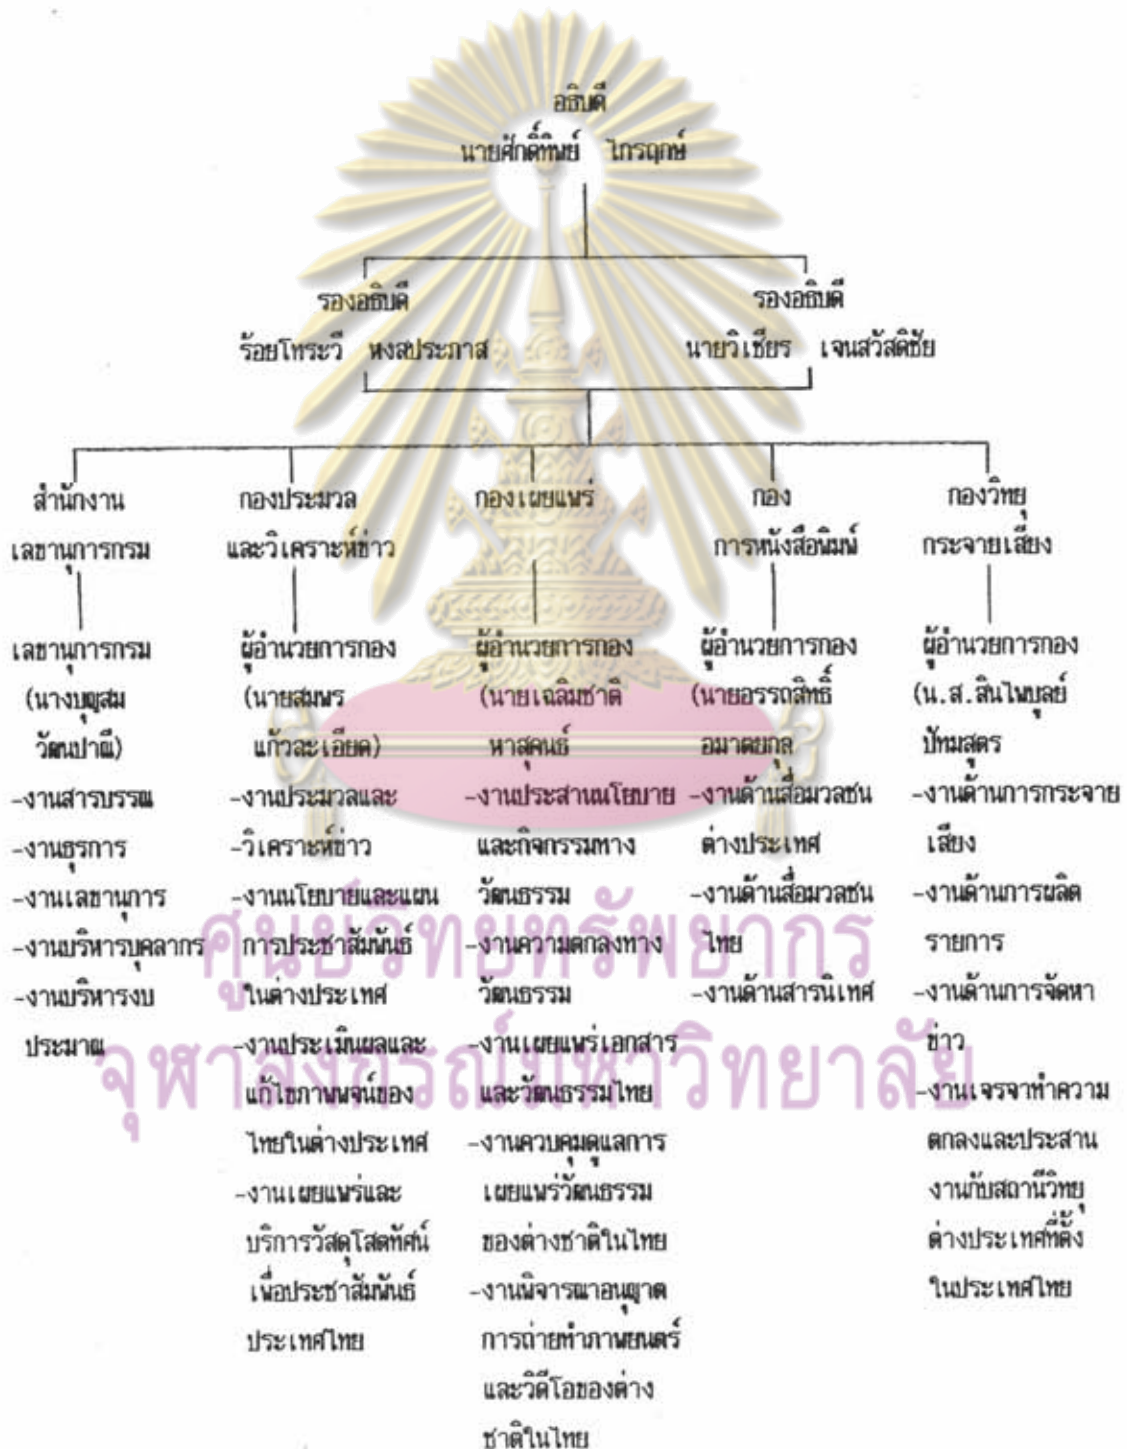 อธิบดี
นายศักดิ์ทิพย์ ไกรฤกษ์
รองอธิบดี
ร้อยโทระวี หงสประภาส
รองอธิบดี
นายวิเชียร เจนสวัสดิชัย
สำนักงาน
เลขานุการกรม
เลขานุการกรม
(นางบุญสม
วัฒนปาณี)
-งานสารบรรณ
-งานธุรการ
-งานเลขานุการ
-งานบริหารบุคลากร
-งานบริหารงบ
ประมาณ
กองประมวล
และวิเคราะห์ข่าว
ผู้อำนวยการกอง
(นายสมพร
แก้วละเอียด)
-งานประมวลและ
-วิเคราะห์ข่าว
-งานนโยบายและแผน
การประชาสัมพันธ์
ในต่างประเทศ
-งานประเมินผลและ
แก้ไขภาพพจน์ของ
ไทยในต่างประเทศ
-งานเผยแพร่และ
บริการวัสดุโสตทัศน์
เพื่อประชาสัมพันธ์
ประเทศไทย
กองเผยแพร่
ผู้อำนวยการกอง
(นายเฉลิมชาติ
หาสุคนธ์
-งานประสานนโยบาย
และกิจกรรมทาง
วัฒนธรรม
-งานความตกลงทาง
วัฒนธรรม
-งานเผยแพร่เอกสาร
และวัฒนธรรมไทย
-งานควบคุมดูแลการ
เผยแพร่วัฒนธรรม
ของต่างชาติในไทย
-งานพิจารณาอนุญาต
การถ่ายทำภาพยนตร์
และวิดีโอของต่าง
ชาติในไทย
กอง
การหนังสือพิมพ์
ผู้อำนวยการกอง
(นายอรรถสิทธิ์
อมาตยกุล
-งานด้านสื่อมวลชน
ต่างประเทศ
-งานด้านสื่อมวลชน
ไทย
-งานด้านสารนิเทศ
กองวิทยุ
กระจายเสียง
ผู้อำนวยการกอง
(น.ส.สินไพบูลย์
ปัทมสูตร
-งานด้านการกระจาย
เสียง
-งานด้านการผลิต
รายการ
-งานด้านการจัดหา
ข่าว
-งานเจรจาทำความ
ตกลงและประสาน
งานกับสถานีวิทยุ
ต่างประเทศที่ตั้ง
ในประเทศไทย
ศูนย์วิทยทรัพยากร
จุฬาลงกรณ์มหาวิทยาลัย